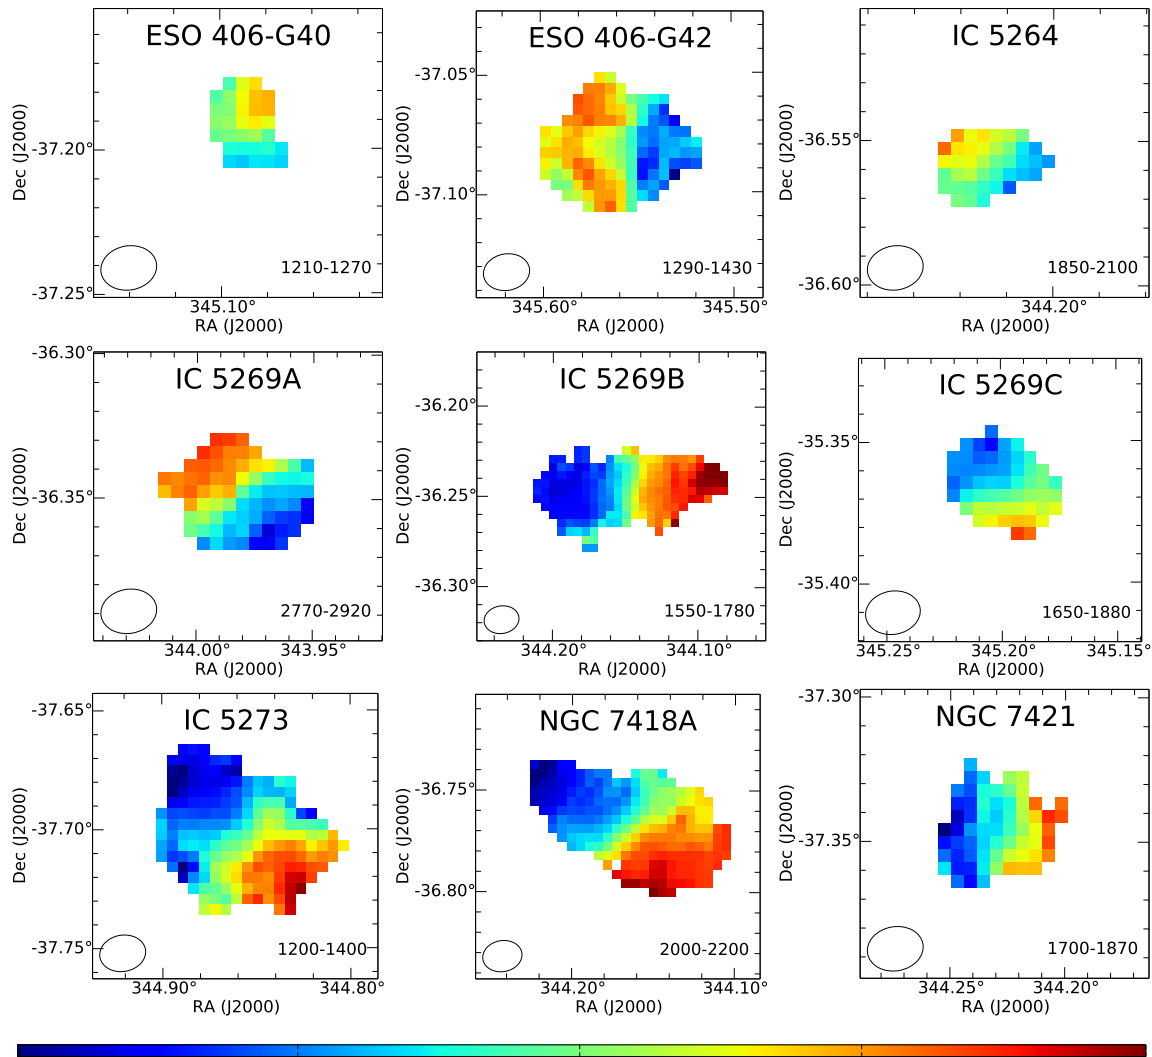 ESO 406-G40
Dec (J2000)
-37.20°
-37.25°
1210-1270
345.10°
RA (J2000)
ESO 406-G42
Dec (J2000)
-37.05°
-37.10°
1290-1430
345.60°
345.50°
RA (J2000)
IC 5264
Dec (J2000)
-36.55°
-36.60°
1850-2100
344.20°
RA (J2000)
IC 5269A
Dec (J2000)
-36.30°
-36.35°
2770-2920
344.00°
343.95°
RA (J2000)
IC 5269B
Dec (J2000)
-36.20°
-36.25°
-36.30°
1550-1780
344.20°
344.10°
RA (J2000)
IC 5269C
Dec (J2000)
-35.35°
-35.40°
1650-1880
345.25°
345.20°
345.15°
RA (J2000)
IC 5273
Dec (J2000)
-37.65°
-37.70°
-37.75°
1200-1400
344.90°
344.80°
RA (J2000)
NGC 7418A
Dec (J2000)
-36.75°
-36.80°
2000-2200
344.20°
344.10°
RA (J2000)
NGC 7421
Dec (J2000)
-37.30°
-37.35°
1700-1870
344.25°
344.20°
RA (J2000)